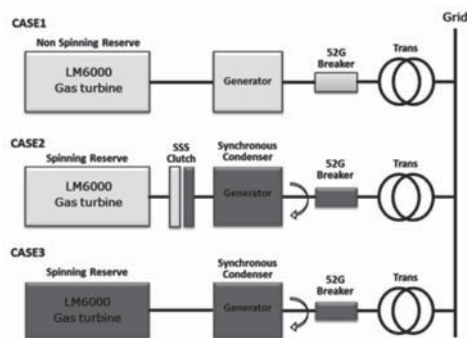 Grid
CASE1
Non Spinning Reserve
LM6000
Gas turbine
Generator
52G
Breaker
Trans
CASE2
Spinning Reserve
LM6000
Gas turbine
SSS
Clutch
Synchronous
Condenser
Generator
52G
Breaker
Trans
CASE3
Spinning Reserve
LM6000
Gas turbine
Synchronous
Condenser
Generator
52G
Breaker
Trans